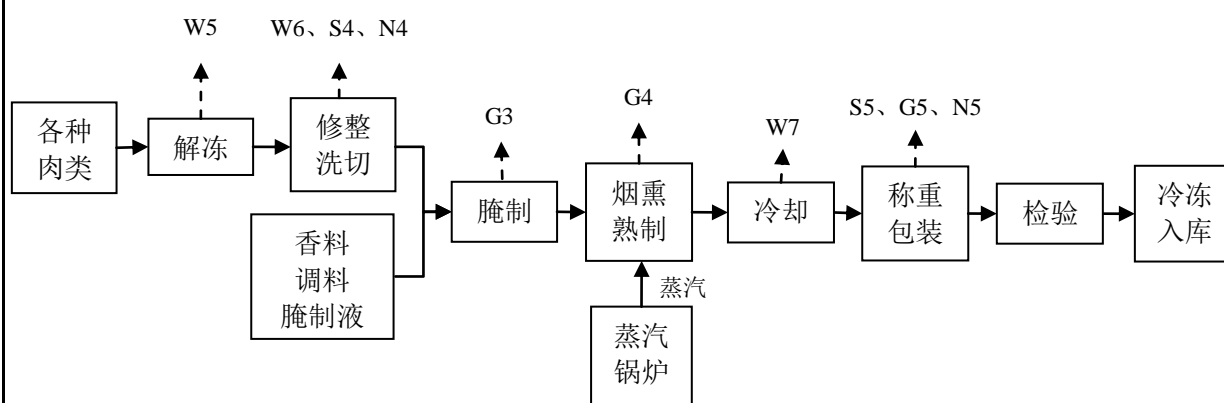 W5
W6、S4、N4
G3
G4
W7
S5、G5、N5
各种
肉类
解冻
修整
洗切
香料
调料
腌制液
腌制
烟熏
熟制
蒸汽
蒸汽
锅炉
冷却
称重
包装
检验
冷冻
入库